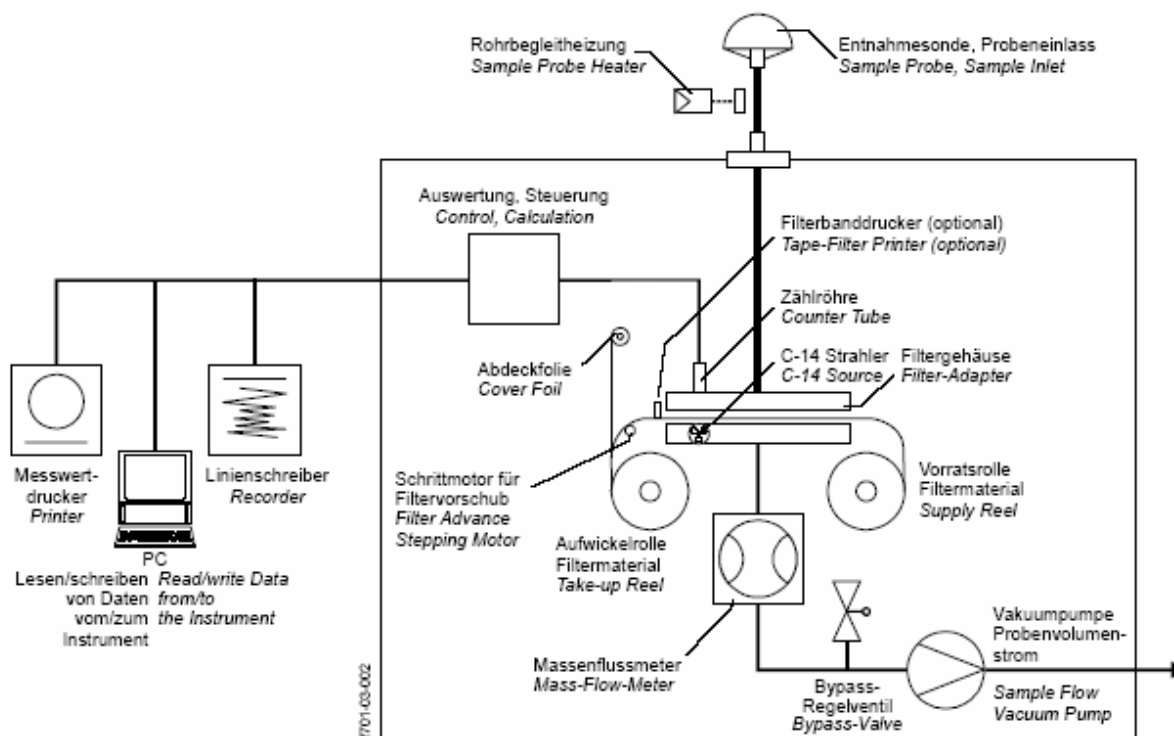 Rohrbegleitheizung
Sample Probe Heater
Entnahmesonde, Probeneinlass
Sample Probe, Sample Inlet
Auswertung, Steuerung
Control, Calculation
Filterbanddrucker (optional)
Tape-Filter Printer (optional)
Zählröhre
Counter Tube
C-14 Strahler
C-14 Source
Filtergehäuse
Filter-Adapter
Abdeckfolie
Cover Foil
Messwert-
drucker
Printer
Linienschreiber
Recorder
PC
Lesen/schreiben
von Daten
vom/zum
Instrument
Read/write Data
from/to
the Instrument
Schrittmotor für
Filtervorschub
Filter Advance
Stepping Motor
Aufwickelrolle
Filtermaterial
Take-up Reel
Vorratsrolle
Filtermaterial
Supply Reel
Massenflussmeter
Mass-Flow-Meter
Bypass-
Regelventil
Bypass-Valve
Vakuumpumpe
Probenvolumen-
strom
Sample Flow
Vacuum Pump
7701-03-002